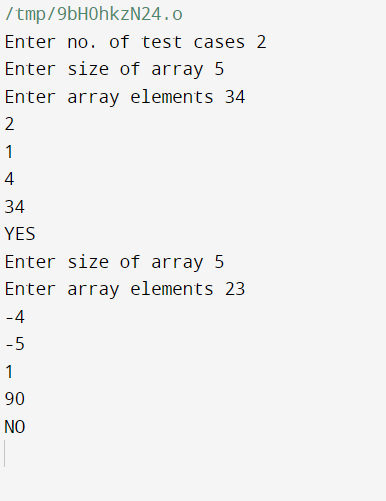 /tmp/9bHOhkzN24.o
Enter no. of test cases 2
Enter size of array 5
Enter array elements 34
2
1
4
34
YES
Enter size of array 5
Enter array elements 23
-4
-5
1
90
NO